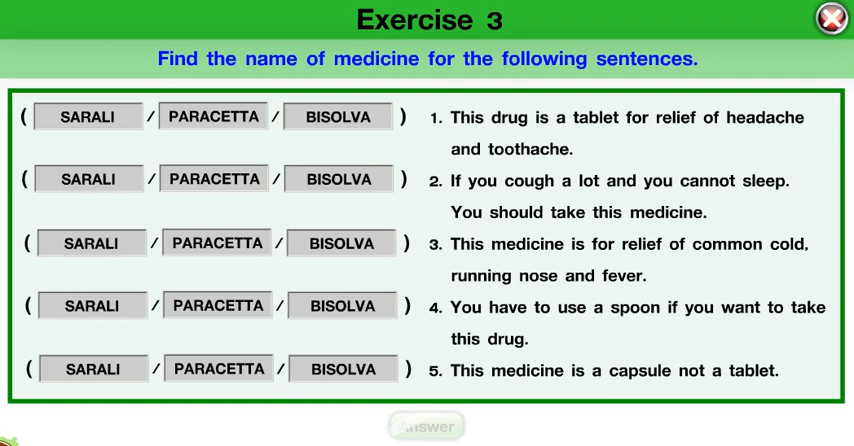 Exercise 3
Find the name of medicine for the following sentences.
( SARALI / PARACETTA / BISOLVA ) 1. This drug is a tablet for relief of headache
and toothache.
( SARALI / PARACETTA / BISOLVA ) 2. If you cough a lot and you cannot sleep.
You should take this medicine.
( SARALI / PARACETTA / BISOLVA ) 3. This medicine is for relief of common cold,
running nose and fever.
( SARALI / PARACETTA / BISOLVA ) 4. You have to use a spoon if you want to take
this drug.
( SARALI / PARACETTA / BISOLVA ) 5. This medicine is a capsule not a tablet.
Answer